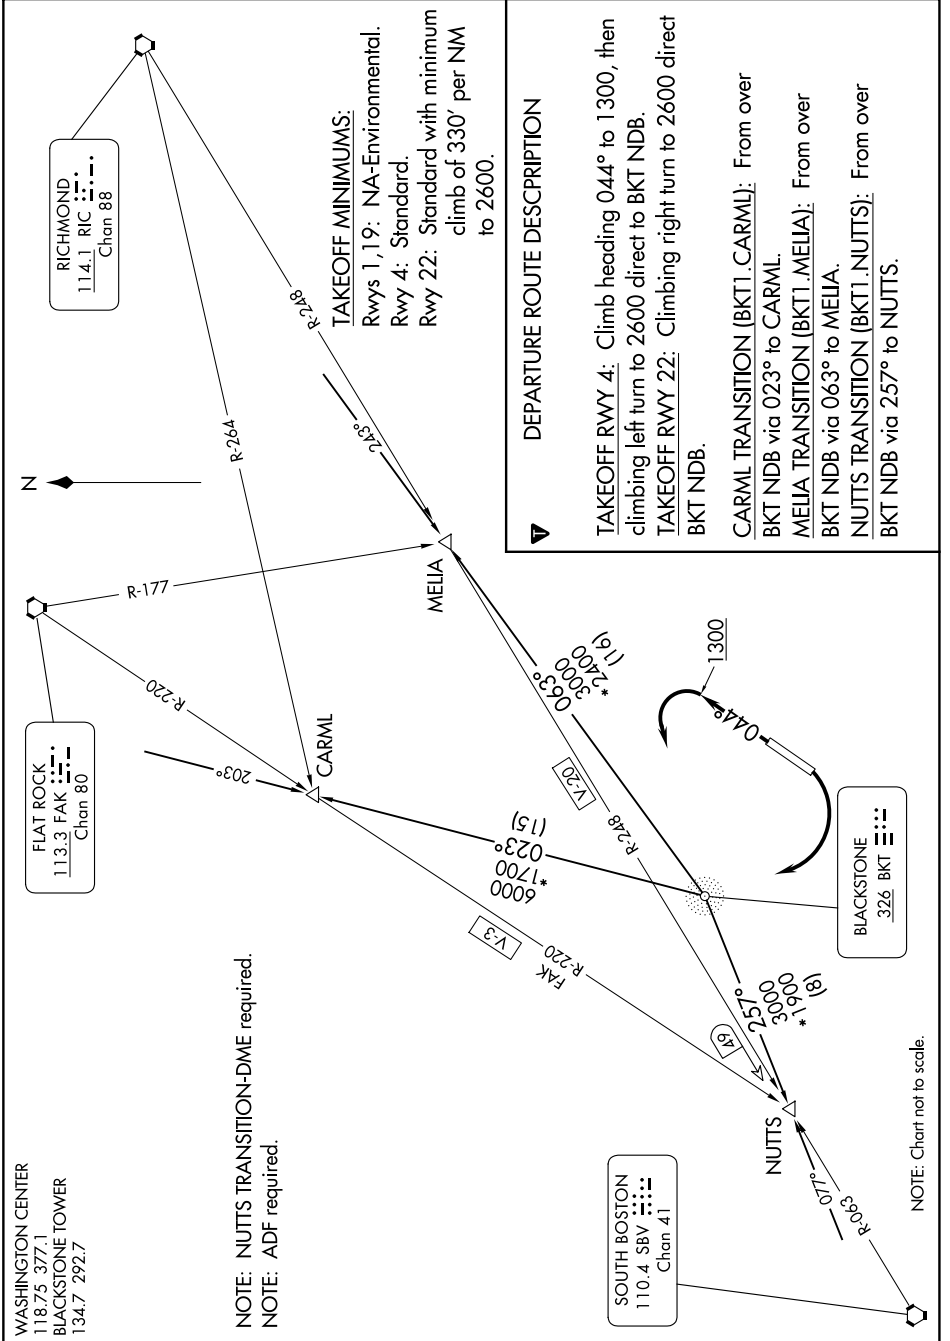 WASHINGTON CENTER
118.75 377.1
BLACKSTONE TOWER
134.7 292.7
FLAT ROCK
113.3 FAK
Chan 80
RICHMOND
114.1 RIC
Chan 88
N
NOTE: NUTTS TRANSITION-DME required.
NOTE: ADF required.
R-220
R-177
R-264
R-248
203°
243°
CARML
MELIA
TAKEOFF MINIMUMS:
Rwys 1,19: NA-Environmental.
Rwy 4: Standard.
Rwy 22: Standard with minimum
climb of 330' per NM
to 2600.
V-3
FAK
R-220
6000
*1700
023°
(15)
V-20
R-248
063°
3000
*2400
(16)
1300
044°
49
257°
3000
*1900
(8)
NUTTS
077°
R-063
SOUTH BOSTON
110.4 SBV
Chan 41
BLACKSTONE
326 BKT
NOTE: Chart not to scale.
T
DEPARTURE ROUTE DESCPRIPTION
TAKEOFF RWY 4: Climb heading 044° to 1300, then
climbing left turn to 2600 direct to BKT NDB.
TAKEOFF RWY 22: Climbing right turn to 2600 direct
BKT NDB.
CARML TRANSITION (BKT1.CARML): From over
BKT NDB via 023° to CARML.
MELIA TRANSITION (BKT1.MELIA): From over
BKT NDB via 063° to MELIA.
NUTTS TRANSITION (BKT1.NUTTS): From over
BKT NDB via 257° to NUTTS.